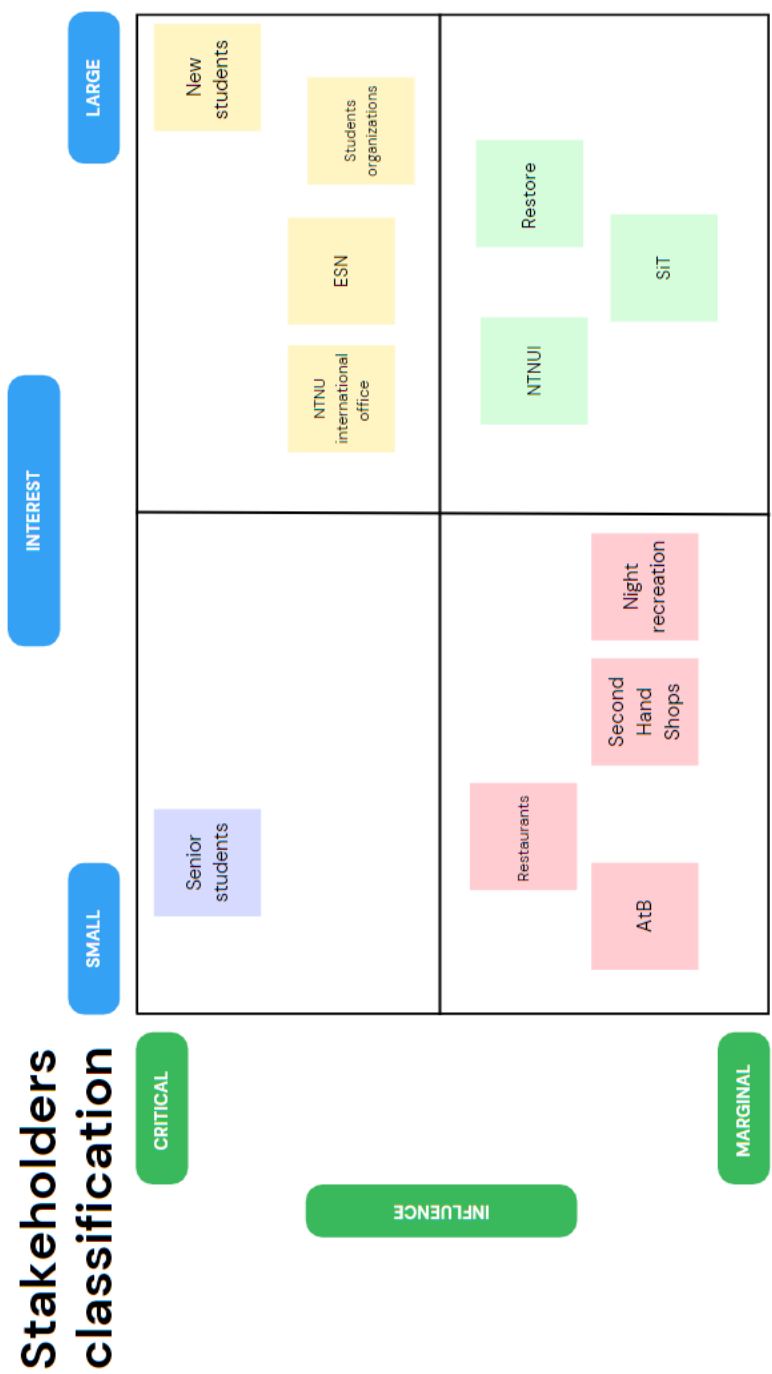 Stakeholders
classification
INTEREST
SMALL
LARGE
INFLUENCE
CRITICAL
MARGINAL
Senior
students
NTNU
international
office
ESN
Students
organizations
New
students
AtB
Restaurants
Second
Hand
Shops
Night
recreation
NTNUI
SiT
Restore